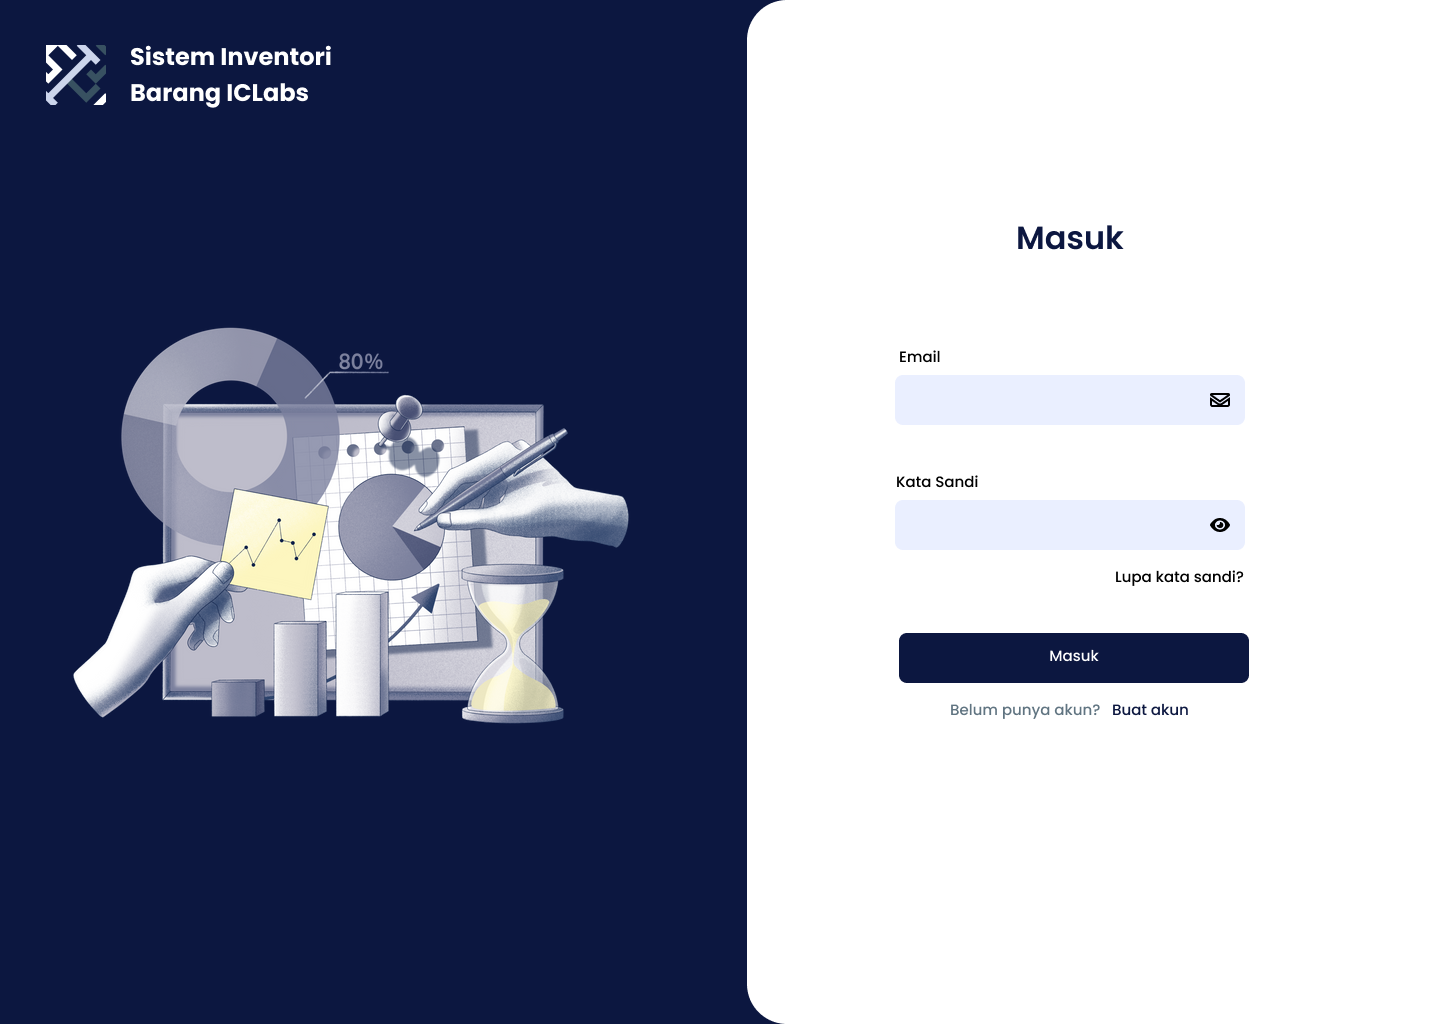 Sistem Inventori
Barang ICLabs
80%
Masuk
Email
Kata Sandi
Lupa kata sandi?
Masuk
Belum punya akun? Buat akun